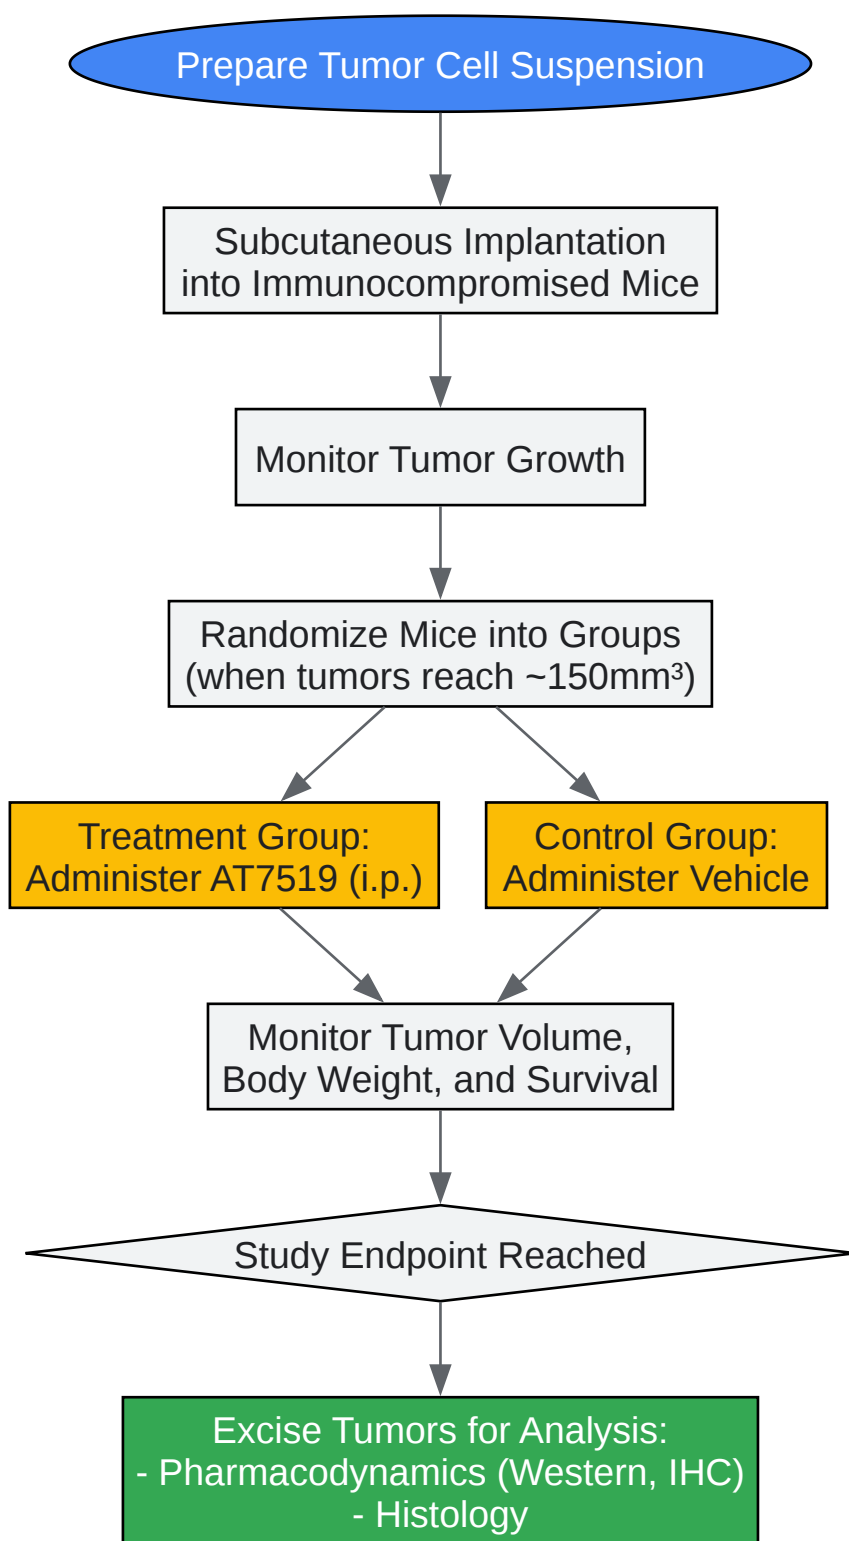 Prepare Tumor Cell Suspension
Subcutaneous Implantation
into Immunocompromised Mice
Monitor Tumor Growth
Randomize Mice into Groups
(when tumors reach ~150mm³)
Treatment Group:
Administer AT7519 (i.p.)
Control Group:
Administer Vehicle
Monitor Tumor Volume,
Body Weight, and Survival
Study Endpoint Reached
Excise Tumors for Analysis:
- Pharmacodynamics (Western, IHC)
- Histology